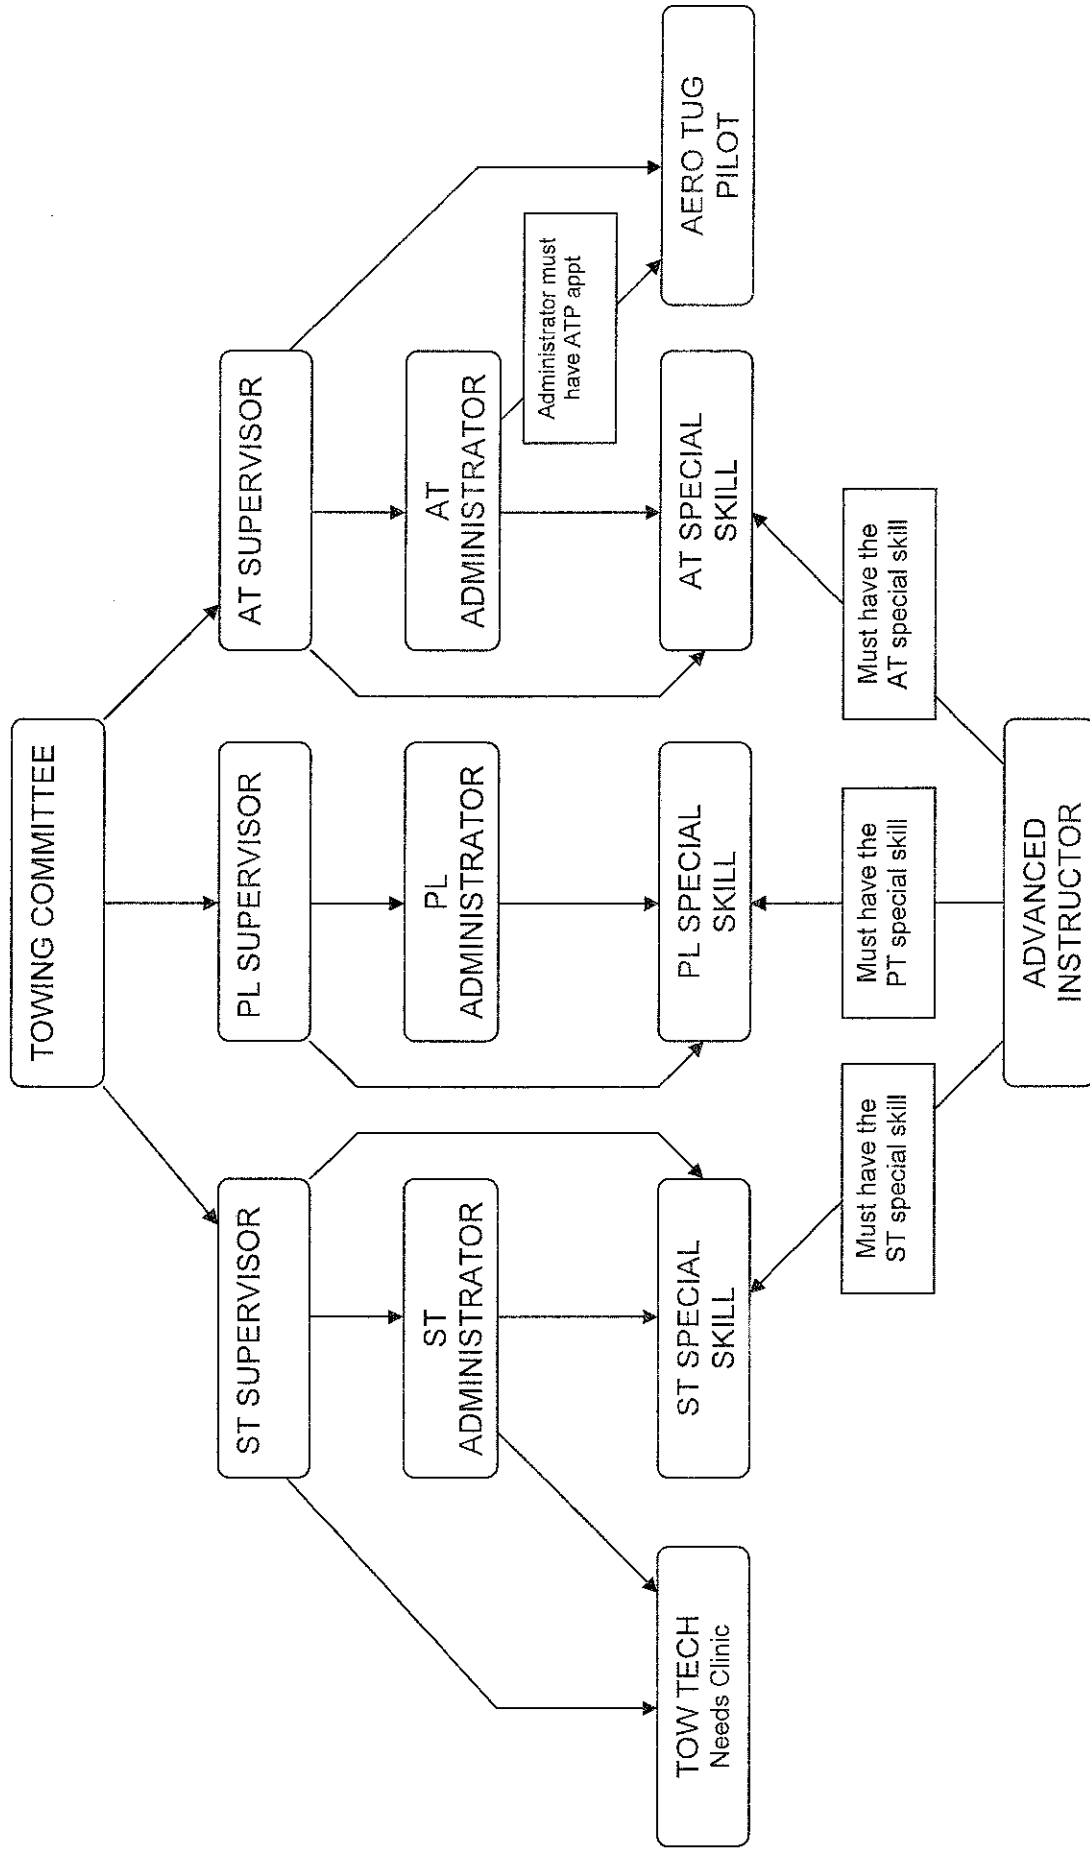 TOWING COMMITTEE
ST SUPERVISOR
PL SUPERVISOR
AT SUPERVISOR
ST
ADMINISTRATOR
PL
ADMINISTRATOR
AT
ADMINISTRATOR
Administrator must
have ATP appt
TOW TECH
Needs Clinic
ST SPECIAL
SKILL
PL SPECIAL
SKILL
AT SPECIAL
SKILL
AERO TUG
PILOT
Must have the
ST special skill
Must have the
PT special skill
Must have the
AT special skill
ADVANCED
INSTRUCTOR